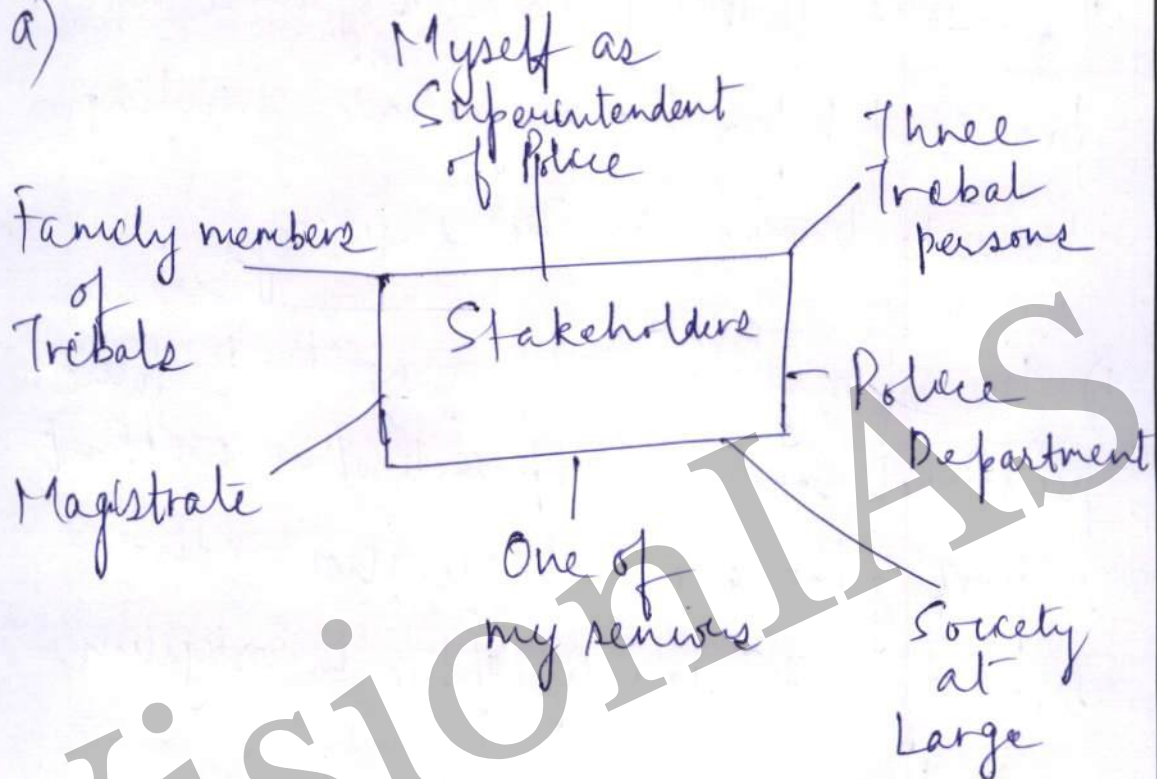 a)
Myself as
Superintendent
of Police
Three
Tribal
persons
Family members
of
Tribals
Stakeholders
Police
Department
Magistrate
One of
my seniors
Society
at
Large
VisionIAS